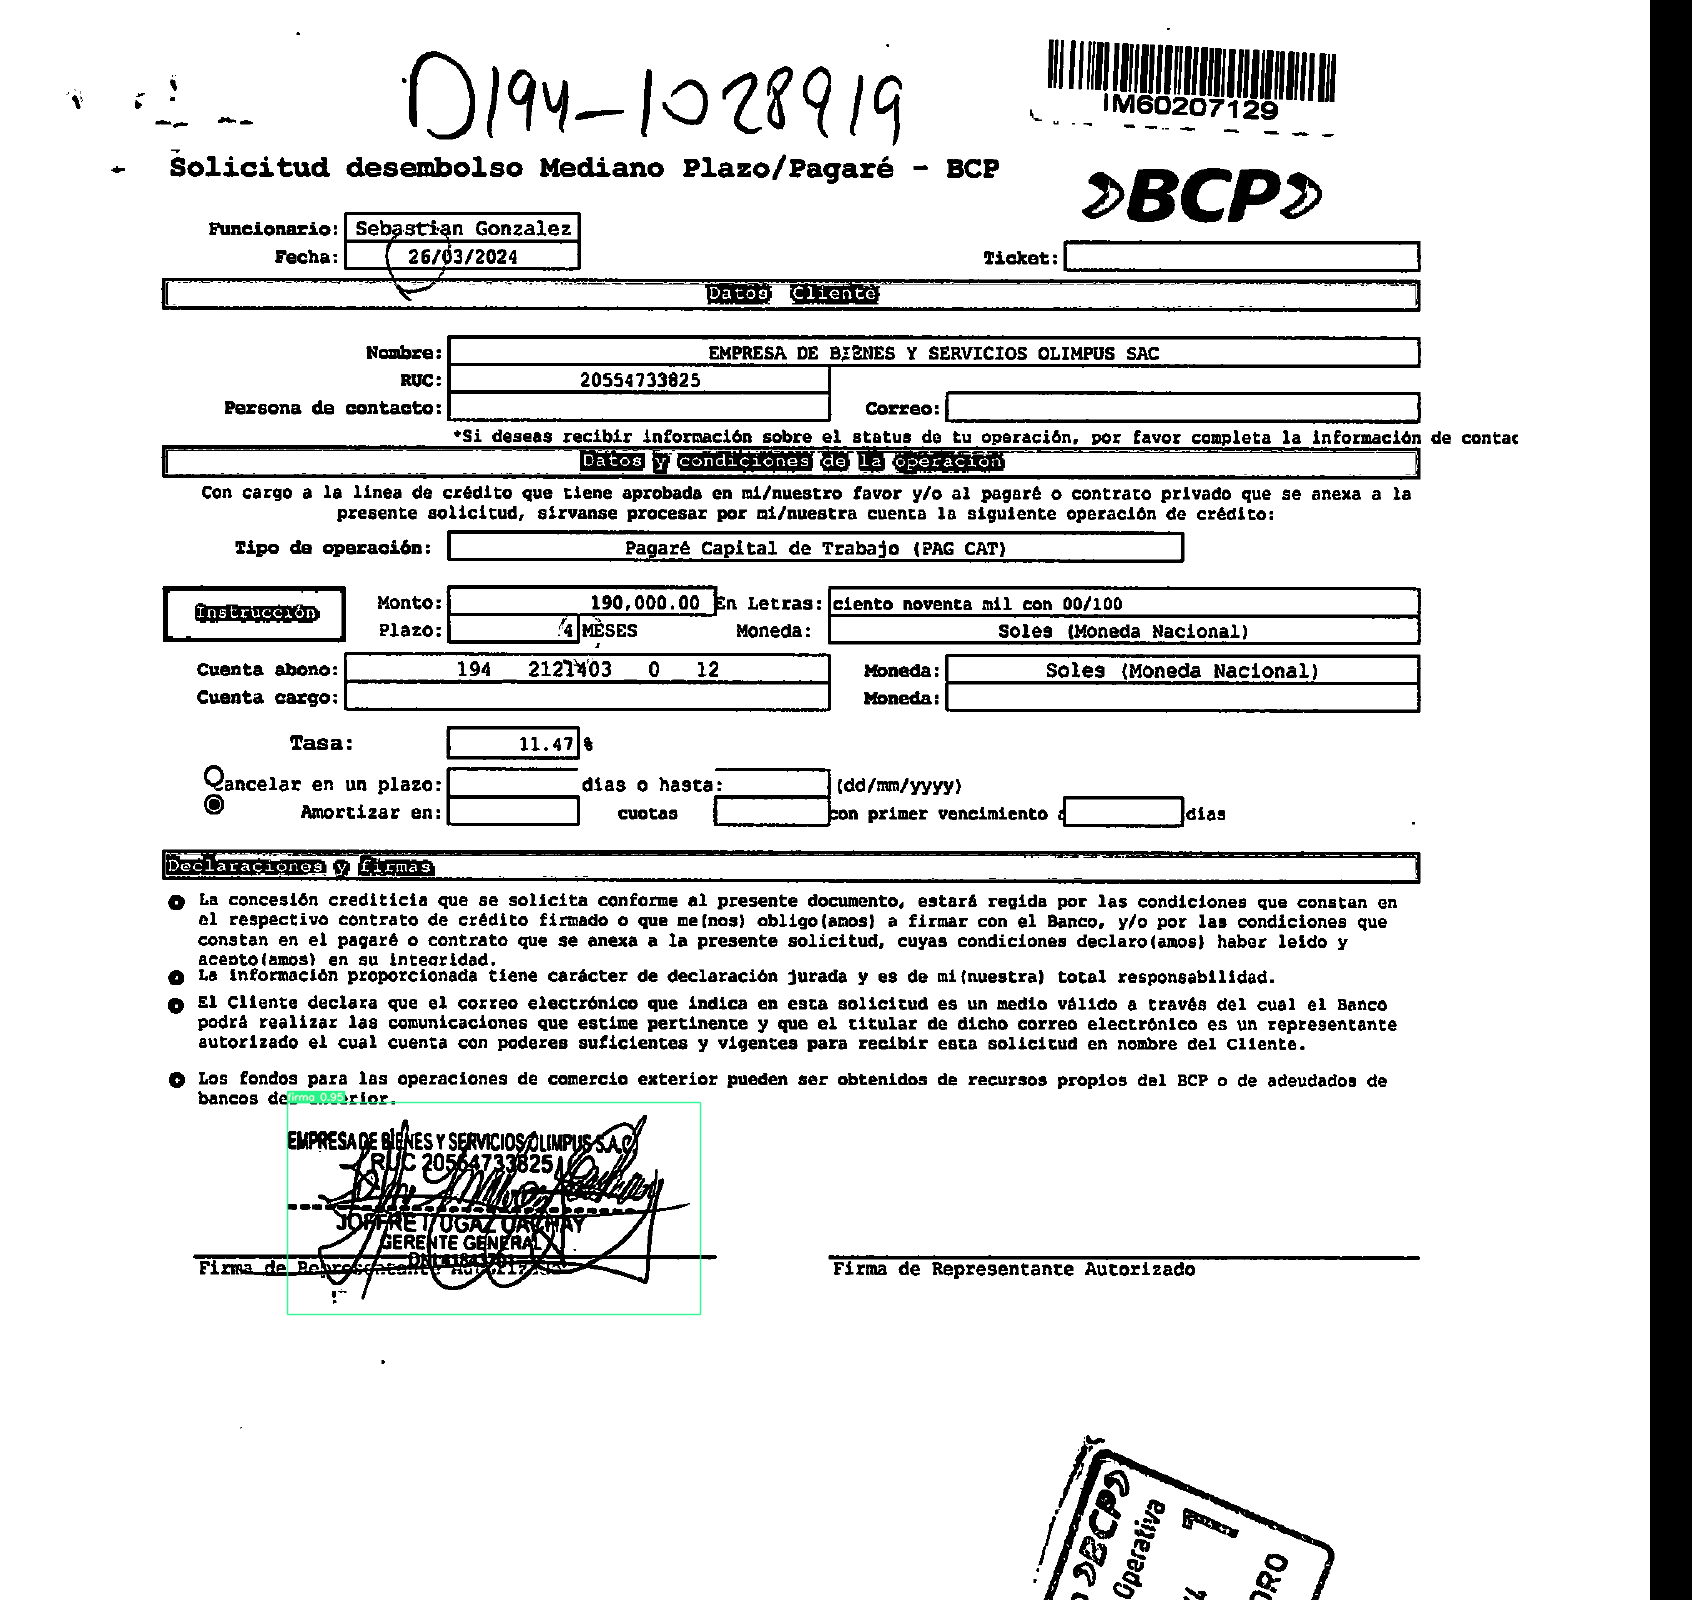 D194-1028919
IM60207129
Solicitud desembolso Mediano Plazo/Pagaré - BCP
»BCP»
Funcionario: Sebastian Gonzalez
Fecha: 26/03/2024
Ticket:
Datos Cliente
Nombre: EMPRESA DE BIENES Y SERVICIOS OLIMPUS SAC
RUC: 20554733825
Persona de contacto: Correo:
*Si deseas recibir información sobre el status de tu operación, por favor completa la información de contac
Datos y condiciones de la operación
Con cargo a la línea de crédito que tiene aprobada en mi/nuestro favor y/o al pagaré o contrato privado que se anexa a la
presente solicitud, sírvanse procesar por mi/nuestra cuenta la siguiente operación de crédito:
Tipo de operación: Pagaré Capital de Trabajo (PAG CAT)
Instrucción
Monto: 190,000.00 En Letras: ciento noventa mil con 00/100
Plazo: 4 MESES Moneda: Soles (Moneda Nacional)
Cuenta abono: 194 2121403 0 12 Moneda: Soles (Moneda Nacional)
Cuenta cargo: Moneda:
Tasa: 11.47 %
Cancelar en un plazo: días o hasta: (dd/mm/yyyy)
Amortizar en: cuotas con primer vencimiento a días
Declaraciones y firmas
La concesión crediticia que se solicita conforme al presente documento, estará regida por las condiciones que constan en
el respectivo contrato de crédito firmado o que me(nos) obligo(amos) a firmar con el Banco, y/o por las condiciones que
constan en el pagaré o contrato que se anexa a la presente solicitud, cuyas condiciones declaro(amos) haber leído y
acepto(amos) en su integridad.
La información proporcionada tiene carácter de declaración jurada y es de mi(nuestra) total responsabilidad.
El Cliente declara que el correo electrónico que indica en esta solicitud es un medio válido a través del cual el Banco
podrá realizar las comunicaciones que estime pertinente y que el titular de dicho correo electrónico es un representante
autorizado el cual cuenta con poderes suficientes y vigentes para recibir esta solicitud en nombre del Cliente.
Los fondos para las operaciones de comercio exterior pueden ser obtenidos de recursos propios del BCP o de adeudados de
bancos del exterior.
firma 0.95
EMPRESA DE BIENES Y SERVICIOS OLIMPUS S.A.C
RUC 20554733825
GERENTE GENERAL
Firma de Representante Autorizado
Firma de Representante Autorizado
»BCP»
Operativa